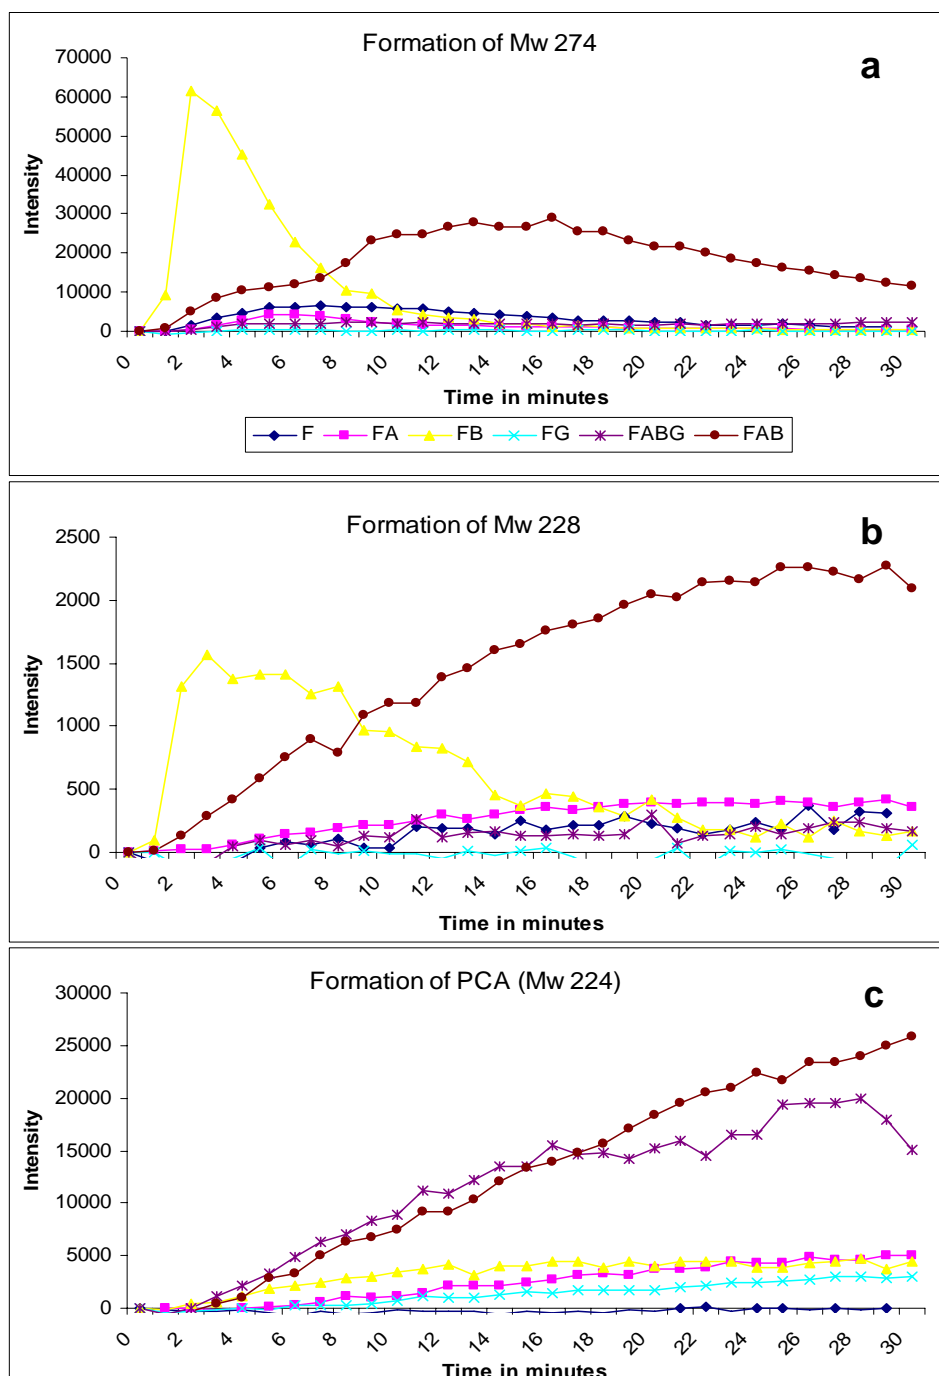 Formation of Mw 274
a
70000
60000
50000
40000
30000
20000
10000
0
Intensity
0 2 4 6 8 10 12 14 16 18 20 22 24 26 28 30
Time in minutes
F FA FB FG FABG FAB
Formation of Mw 228
b
2500
2000
1500
1000
500
0
Intensity
0 2 4 6 8 10 12 14 16 18 20 22 24 26 28 30
Time in minutes
Formation of PCA (Mw 224)
c
30000
25000
20000
15000
10000
5000
0
Intensity
0 2 4 6 8 10 12 14 16 18 20 22 24 26 28 30
Time in minutes